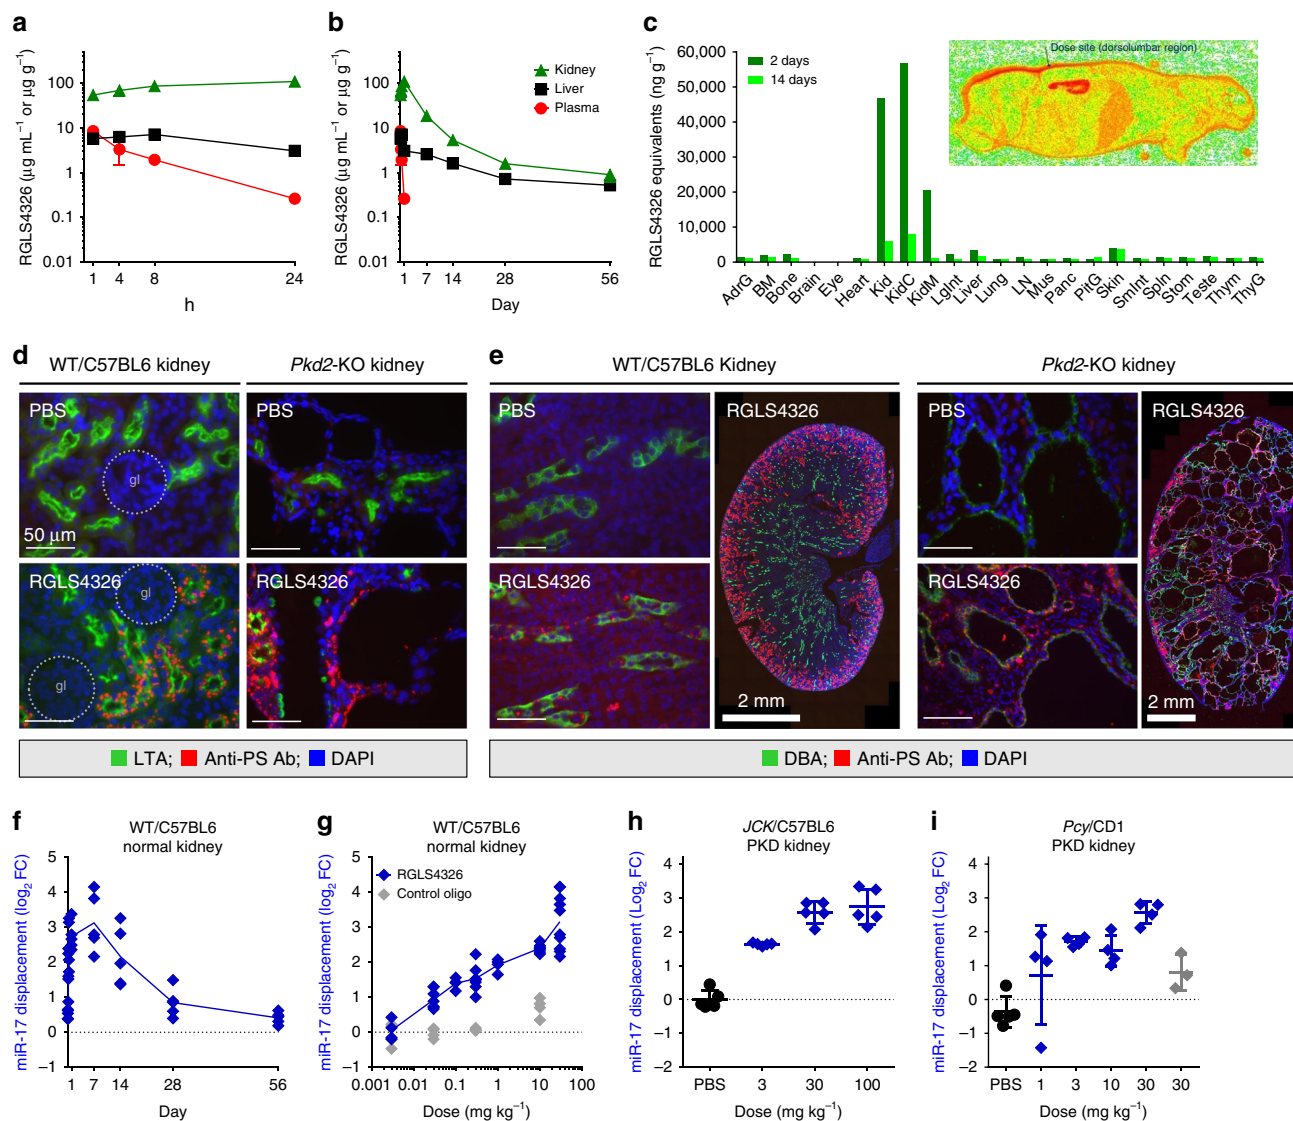 a
RGLS4326 (μg mL⁻¹ or μg g⁻¹)
100
10
1
0.1
0.01
1 4 8 24
h
b
RGLS4326 (μg mL⁻¹ or μg g⁻¹)
100
10
1
0.1
0.01
Kidney
Liver
Plasma
1 7 14 28 56
Day
c
RGLS4326 equivalents (ng g⁻¹)
60,000
50,000
40,000
30,000
20,000
10,000
0
2 days
14 days
Dose site (dorsolumbar region)
AdrG BM Bone Brain Eye Heart Kid KidC KidM LgInt Liver Lung LN Mus Panc PitG Skin SmInt Spln Stom Teste Thym ThyG
d
WT/C57BL6 kidney
Pkd2-KO kidney
PBS
gl
50 μm
PBS
RGLS4326
gl
gl
RGLS4326
LTA; Anti-PS Ab; DAPI
e
WT/C57BL6 Kidney
Pkd2-KO Kidney
PBS
RGLS4326
RGLS4326
2 mm
PBS
RGLS4326
RGLS4326
2 mm
DBA; Anti-PS Ab; DAPI
f
WT/C57BL6
normal kidney
miR-17 displacement (log₂ FC)
5
4
3
2
1
0
−1
1 7 14 28 56
Day
g
WT/C57BL6
normal kidney
miR-17 displacement (log₂ FC)
5
4
3
2
1
0
−1
RGLS4326
Control oligo
0.001 0.01 0.1 1 10 100
Dose (mg kg⁻¹)
h
JCK/C57BL6
PKD kidney
miR-17 displacement (Log₂ FC)
4
3
2
1
0
−1
−2
PBS 3 30 100
Dose (mg kg⁻¹)
i
Pcy/CD1
PKD kidney
miR-17 displacement (Log₂ FC)
4
3
2
1
0
−1
−2
PBS 1 3 10 30 30
Dose (mg kg⁻¹)